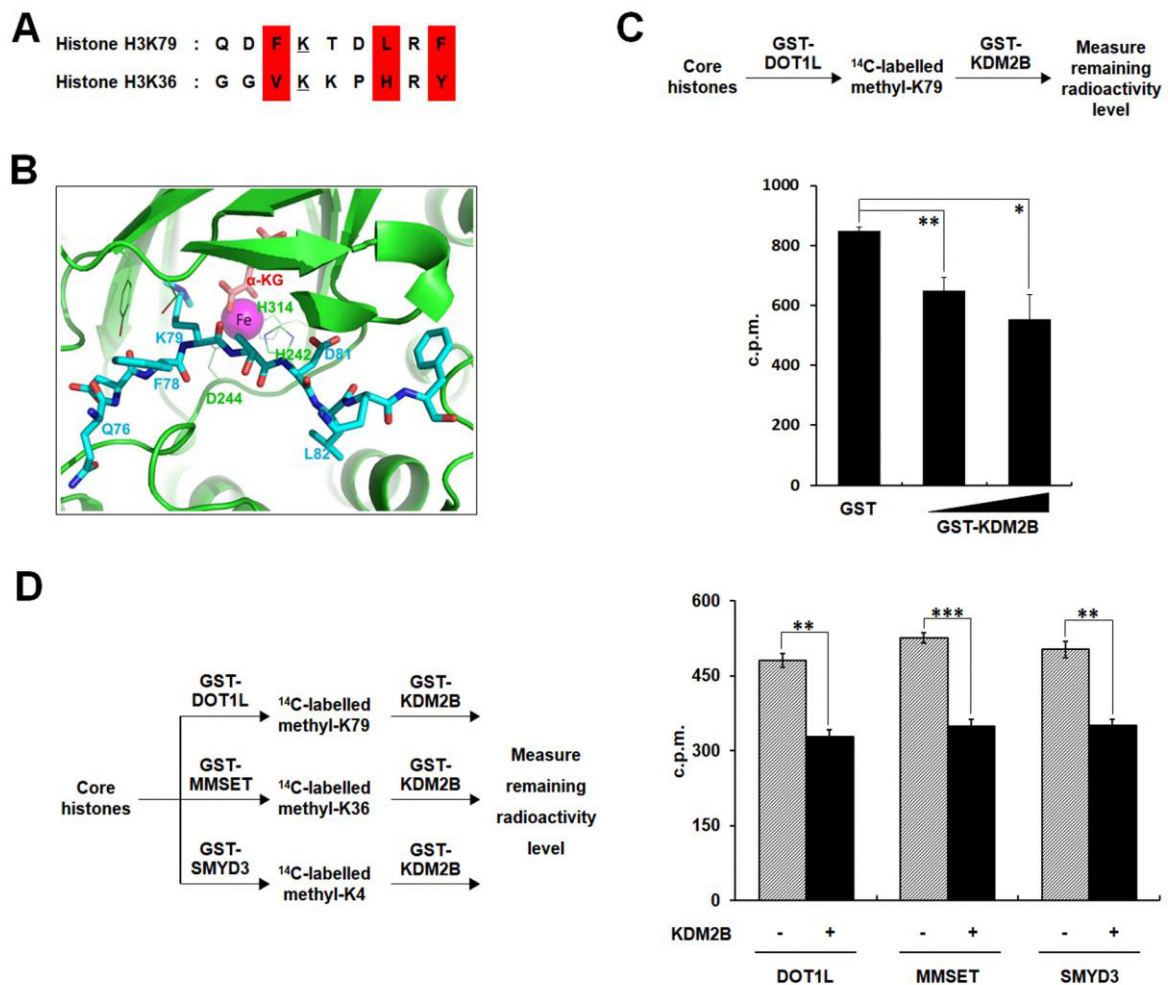 A
Histone H3K79 : Q D F K T D L R F
Histone H3K36 : G G V K K P H R Y
B
α-KG
Fe
H314
K79
H242
D81
F78
D244
Q76
L82
C
Core histones
GST-DOT1L
¹⁴C-labelled methyl-K79
GST-KDM2B
Measure remaining radioactivity level
1000
800
600
400
200
0
c.p.m.
**
*
GST
GST-KDM2B
D
Core histones
GST-DOT1L
¹⁴C-labelled methyl-K79
GST-KDM2B
GST-MMSET
¹⁴C-labelled methyl-K36
GST-KDM2B
GST-SMYD3
¹⁴C-labelled methyl-K4
GST-KDM2B
Measure remaining radioactivity level
600
450
300
150
0
c.p.m.
**
***
**
KDM2B - + - + - +
DOT1L MMSET SMYD3